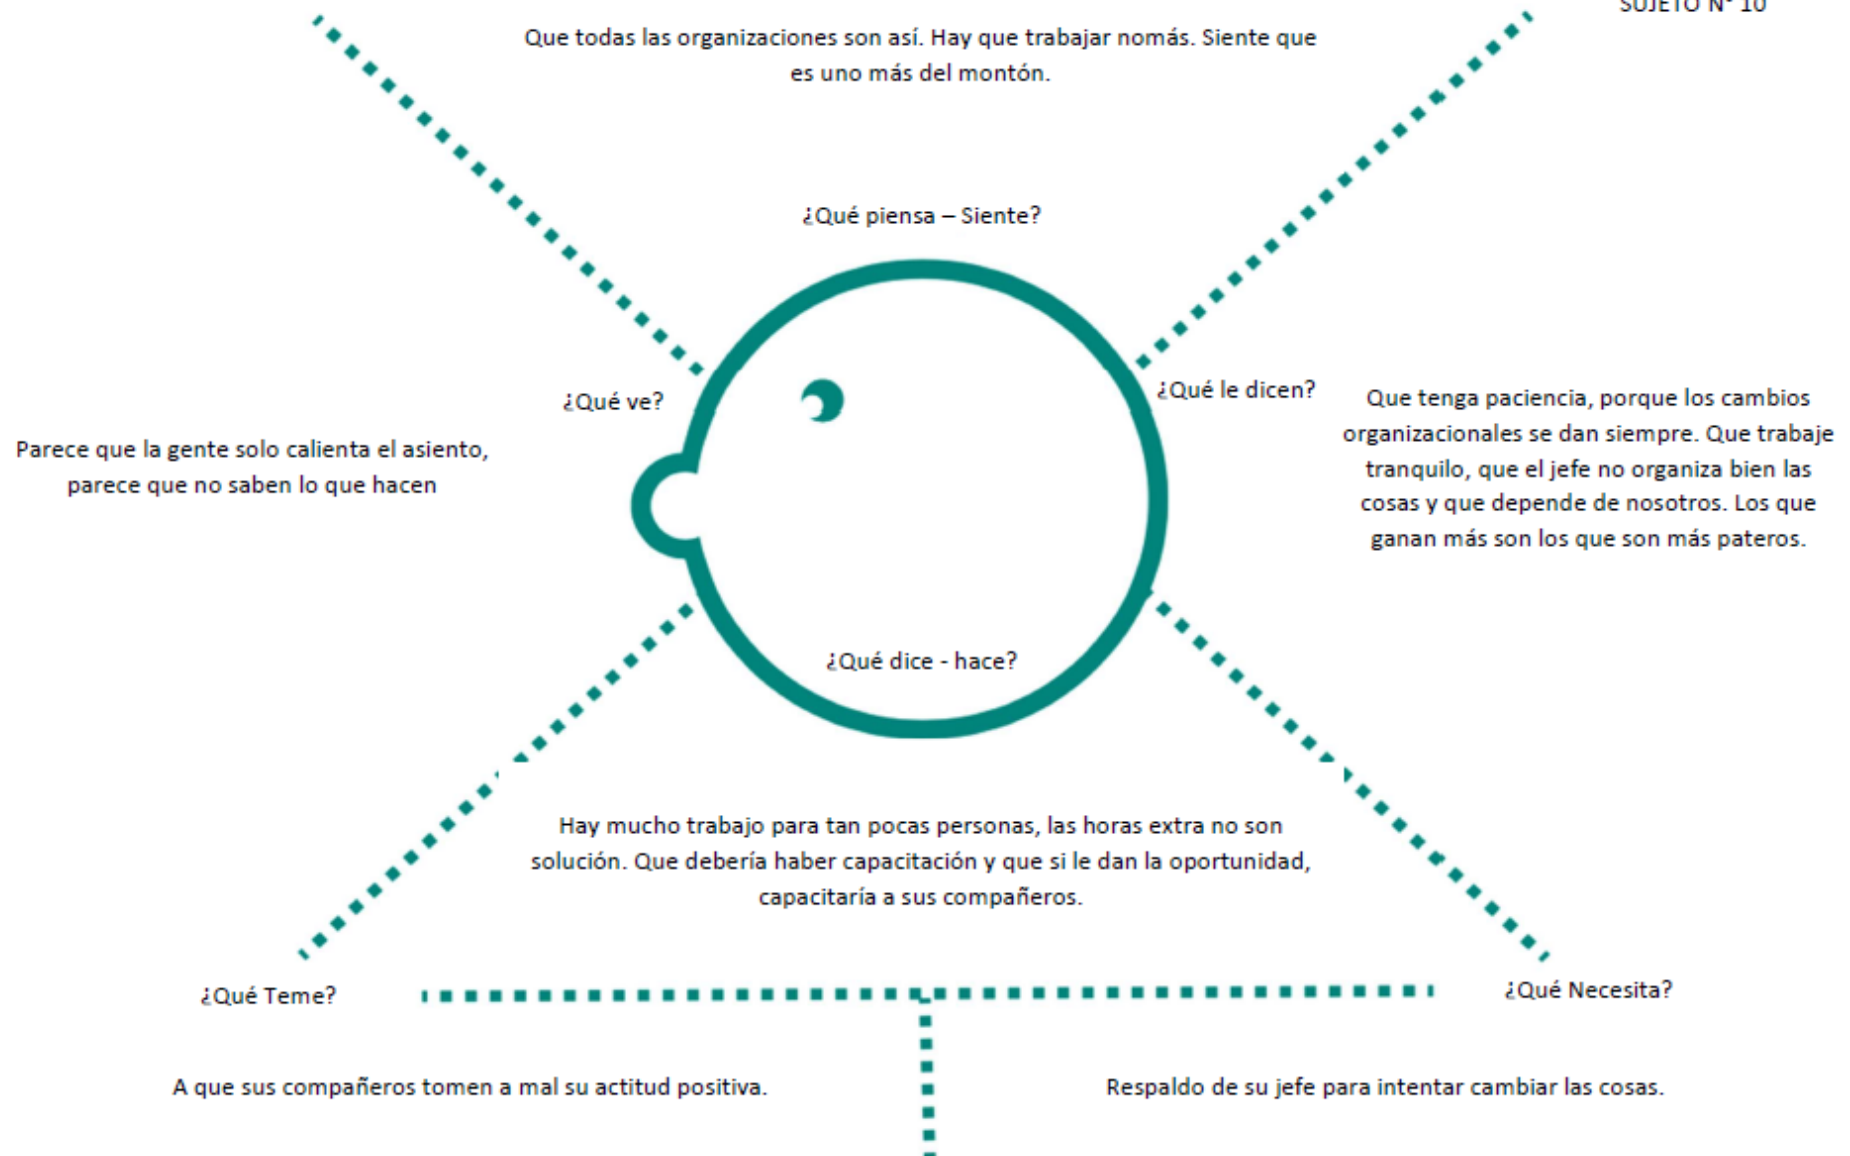 SUJETO N° 10
Que todas las organizaciones son así. Hay que trabajar nomás. Siente que
es uno más del montón.
¿Qué piensa – Siente?
¿Qué ve?
Parece que la gente solo calienta el asiento,
parece que no saben lo que hacen
¿Qué le dicen?
Que tenga paciencia, porque los cambios
organizacionales se dan siempre. Que trabaje
tranquilo, que el jefe no organiza bien las
cosas y que depende de nosotros. Los que
ganan más son los que son más pateros.
¿Qué dice - hace?
Hay mucho trabajo para tan pocas personas, las horas extra no son
solución. Que debería haber capacitación y que si le dan la oportunidad,
capacitaría a sus compañeros.
¿Qué Teme?
A que sus compañeros tomen a mal su actitud positiva.
¿Qué Necesita?
Respaldo de su jefe para intentar cambiar las cosas.